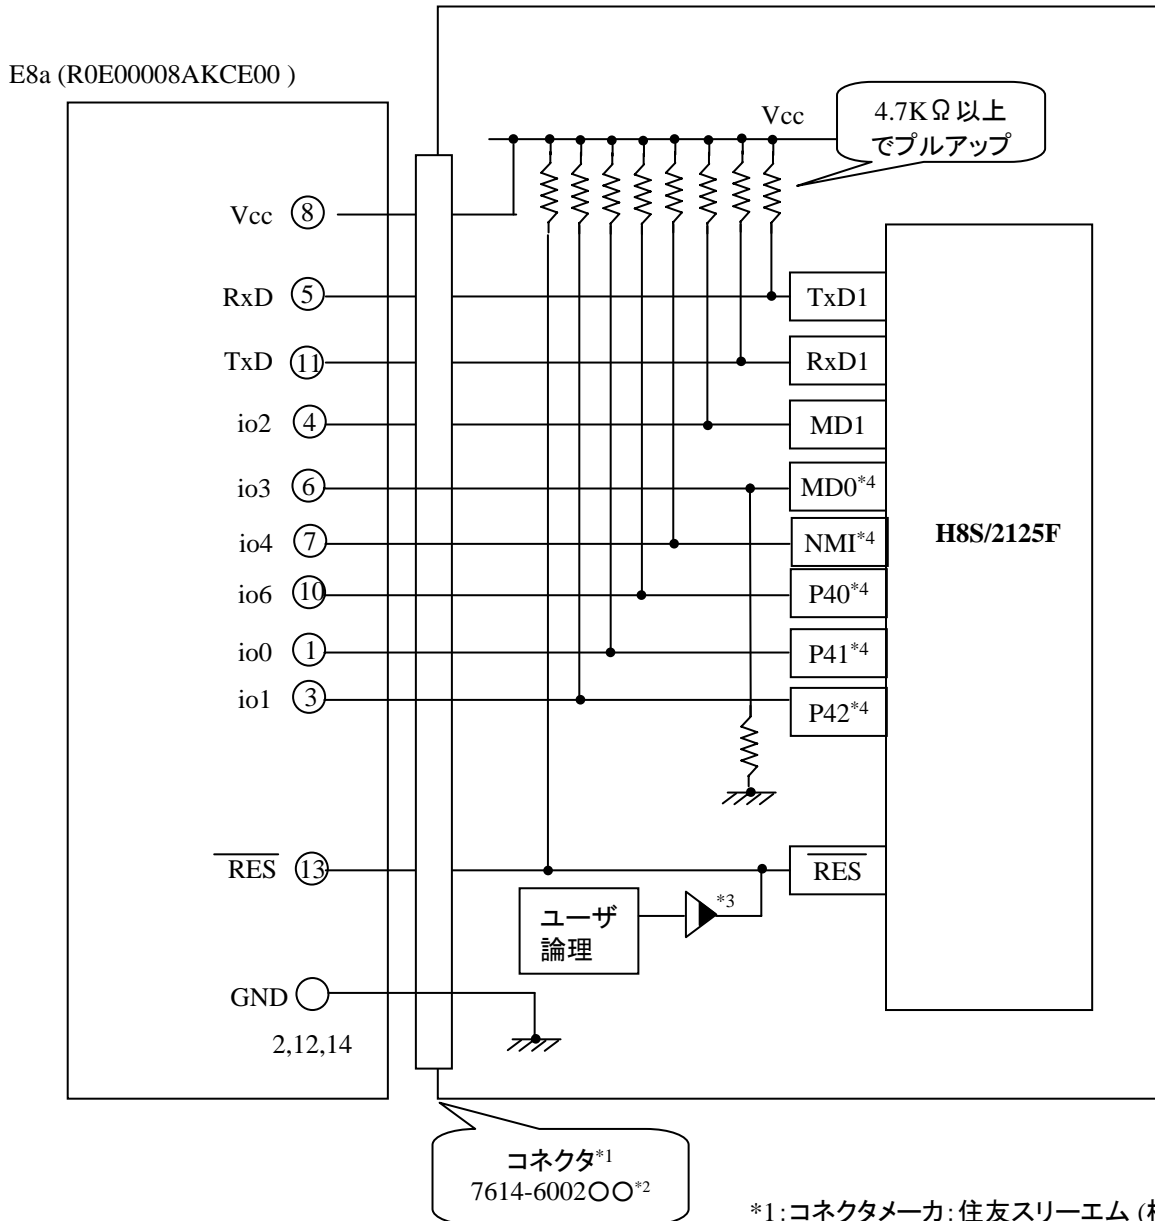 E8a (R0E00008AKCE00 )
Vcc
4.7KΩ以上
でプルアップ
Vcc ⑧
RxD ⑤
TxD1
TxD ⑪
RxD1
io2 ④
MD1
io3 ⑥
MD0*4
io4 ⑦
NMI*4
H8S/2125F
io6 ⑩
P40*4
io0 ①
P41*4
io1 ③
P42*4
RES ⑬
RES
*3
ユーザ
論理
GND
2,12,14
コネクタ*1
7614-6002〇〇*2
*1:コネクタメーカ:住友スリーエム (